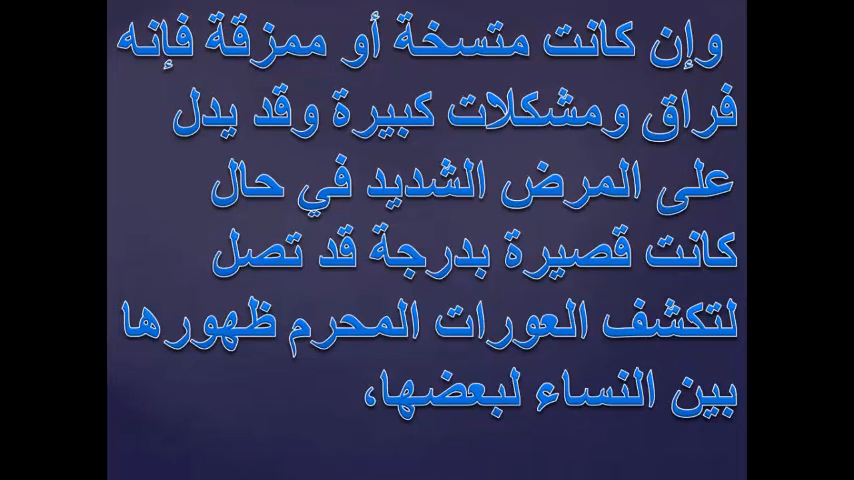 وإن كانت متسخة أو ممزقة فإنه
فراق ومشكلات كبيرة وقد يدل
على المرض الشديد في حال
كانت قصيرة بدرجة قد تصل
لتكشف العورات المحرم ظهورها
بين النساء لبعضها،